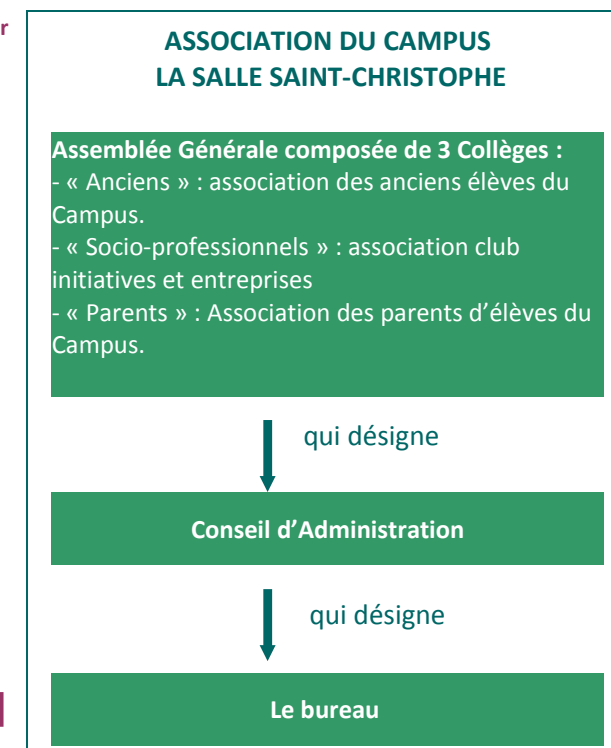 r
ASSOCIATION DU CAMPUS
LA SALLE SAINT-CHRISTOPHE
Assemblée Générale composée de 3 Collèges :
- « Anciens » : association des anciens élèves du
Campus.
- « Socio-professionnels » : association club
initiatives et entreprises
- « Parents » : Association des parents d’élèves du
Campus.
qui désigne
Conseil d’Administration
qui désigne
Le bureau